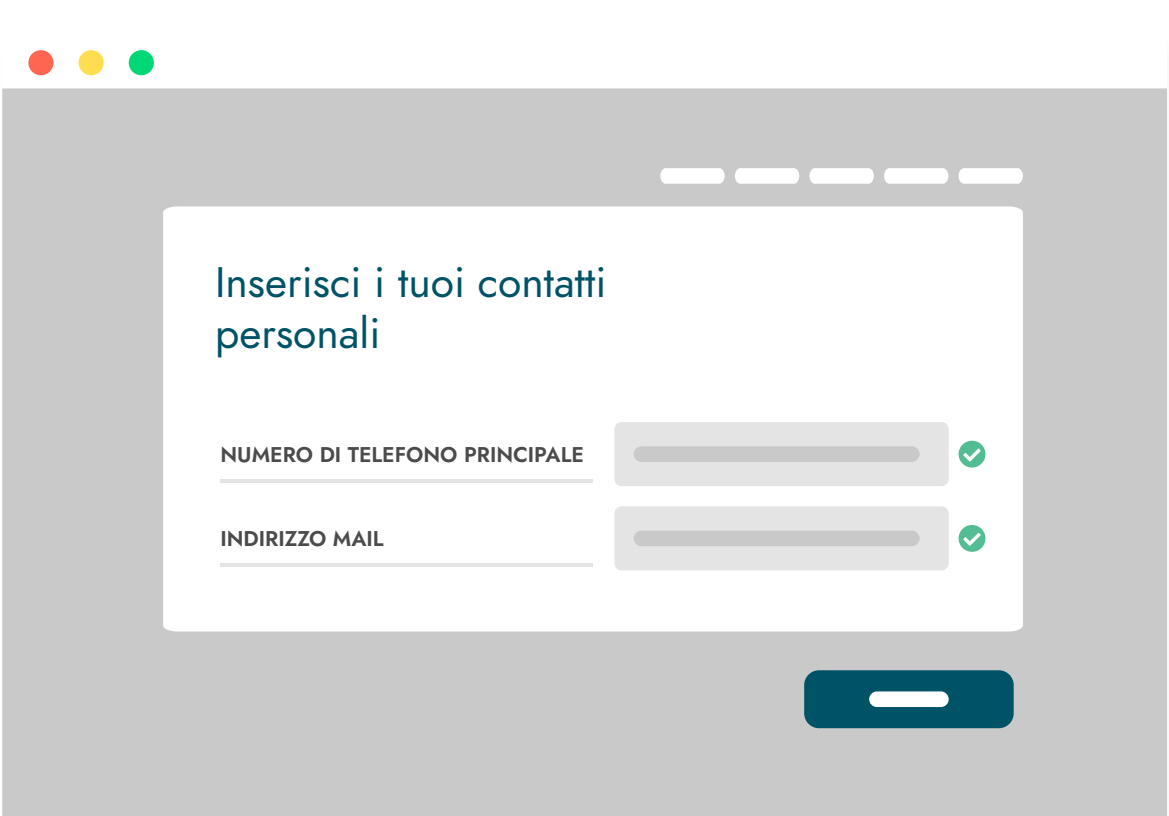 Inserisci i tuoi contatti
personali
NUMERO DI TELEFONO PRINCIPALE
INDIRIZZO MAIL